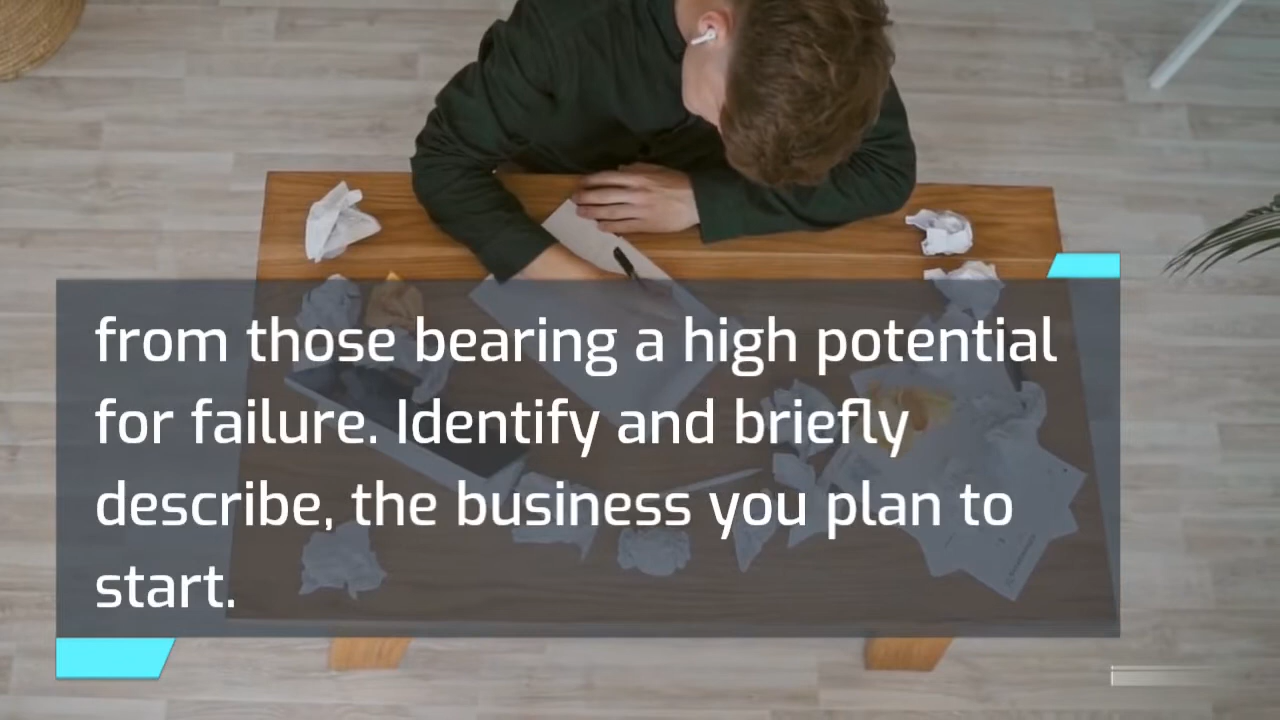 from those bearing a high potential
for failure. Identify and briefly
describe, the business you plan to
start.